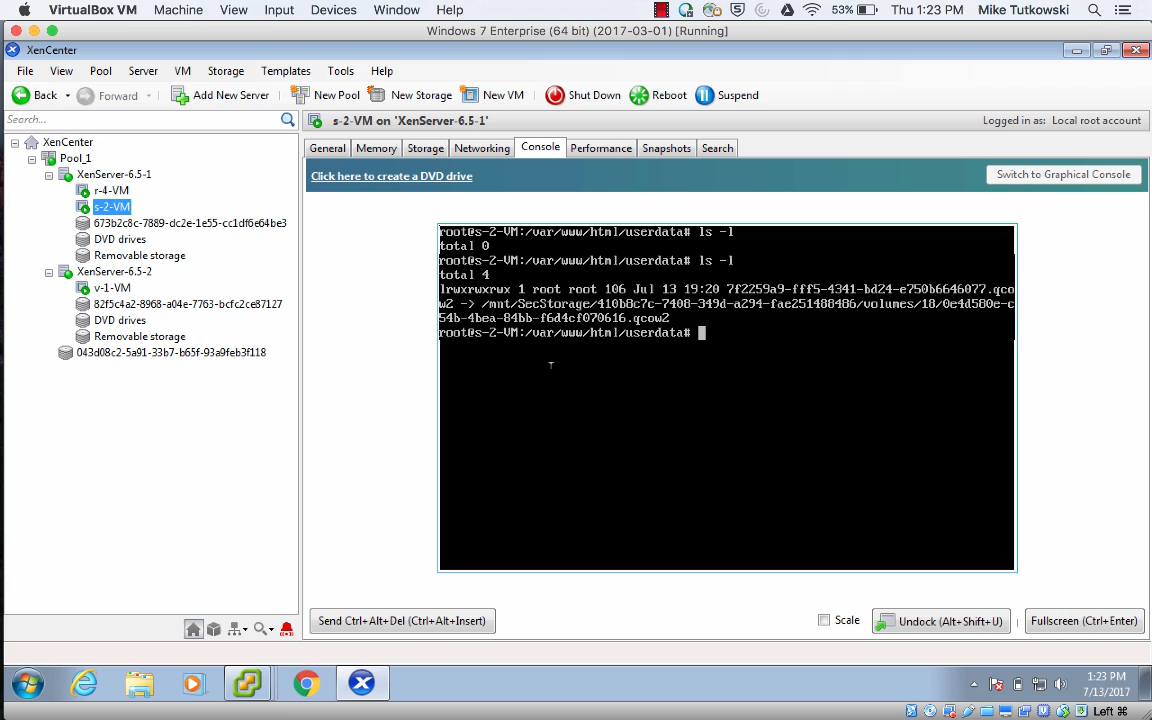 VirtualBox VM Machine View Input Devices Window Help 53% Thu 1:23 PM Mike Tutkowski
Windows 7 Enterprise (64 bit) (2017-03-01) [Running]
XenCenter
File View Pool Server VM Storage Templates Tools Help
Back Forward Add New Server New Pool New Storage New VM Shut Down Reboot Suspend
Search...
s-2-VM on 'XenServer-6.5-1' Logged in as: Local root account
XenCenter
Pool_1
XenServer-6.5-1
r-4-VM
s-2-VM
673b2c8c-7889-dc2e-1e55-cc1df6e64be3
DVD drives
Removable storage
XenServer-6.5-2
v-1-VM
82f5c4a2-8968-a04e-7763-bcfc2ce87127
DVD drives
Removable storage
043d08c2-5a91-33b7-b65f-93a9feb3f118
General Memory Storage Networking Console Performance Snapshots Search
Click here to create a DVD drive Switch to Graphical Console
root@s-2-VM:/var/www/html/userdata# ls -l
total 0
root@s-2-VM:/var/www/html/userdata# ls -l
total 4
lrwxrwxrwx 1 root root 106 Jul 13 19:20 7f2259a9-fff5-4341-bd24-e750b6646077.qco
w2 -> /mnt/SecStorage/410b8c7c-7408-349d-a294-fae251488486/volumes/18/0e4d580e-c
54b-4bea-84bb-f6d4cf070616.qcow2
root@s-2-VM:/var/www/html/userdata#
Send Ctrl+Alt+Del (Ctrl+Alt+Insert) Scale Undock (Alt+Shift+U) Fullscreen (Ctrl+Enter)
1:23 PM
7/13/2017
Left ⌘